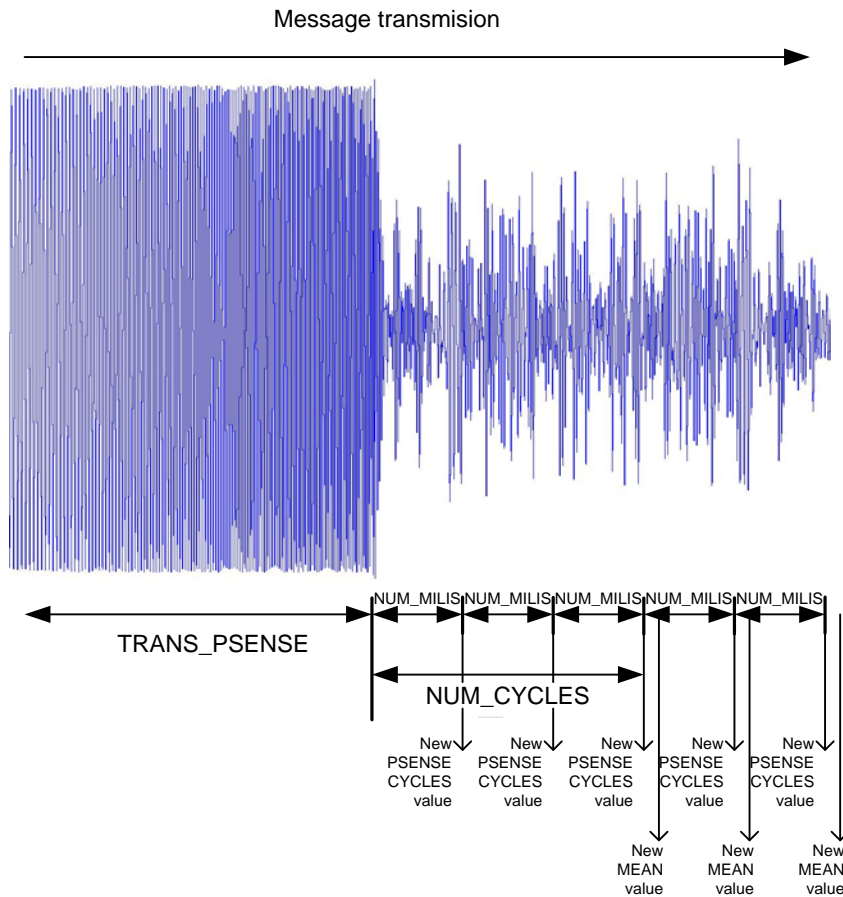 Message transmision
NUM_MILIS NUM_MILIS NUM_MILIS NUM_MILIS NUM_MILIS
TRANS_PSENSE
NUM_CYCLES
New New New New New
PSENSE PSENSE PSENSE PSENSE PSENSE
CYCLES CYCLES CYCLES CYCLES CYCLES
value value value value value
New New New
MEAN MEAN MEAN
value value value